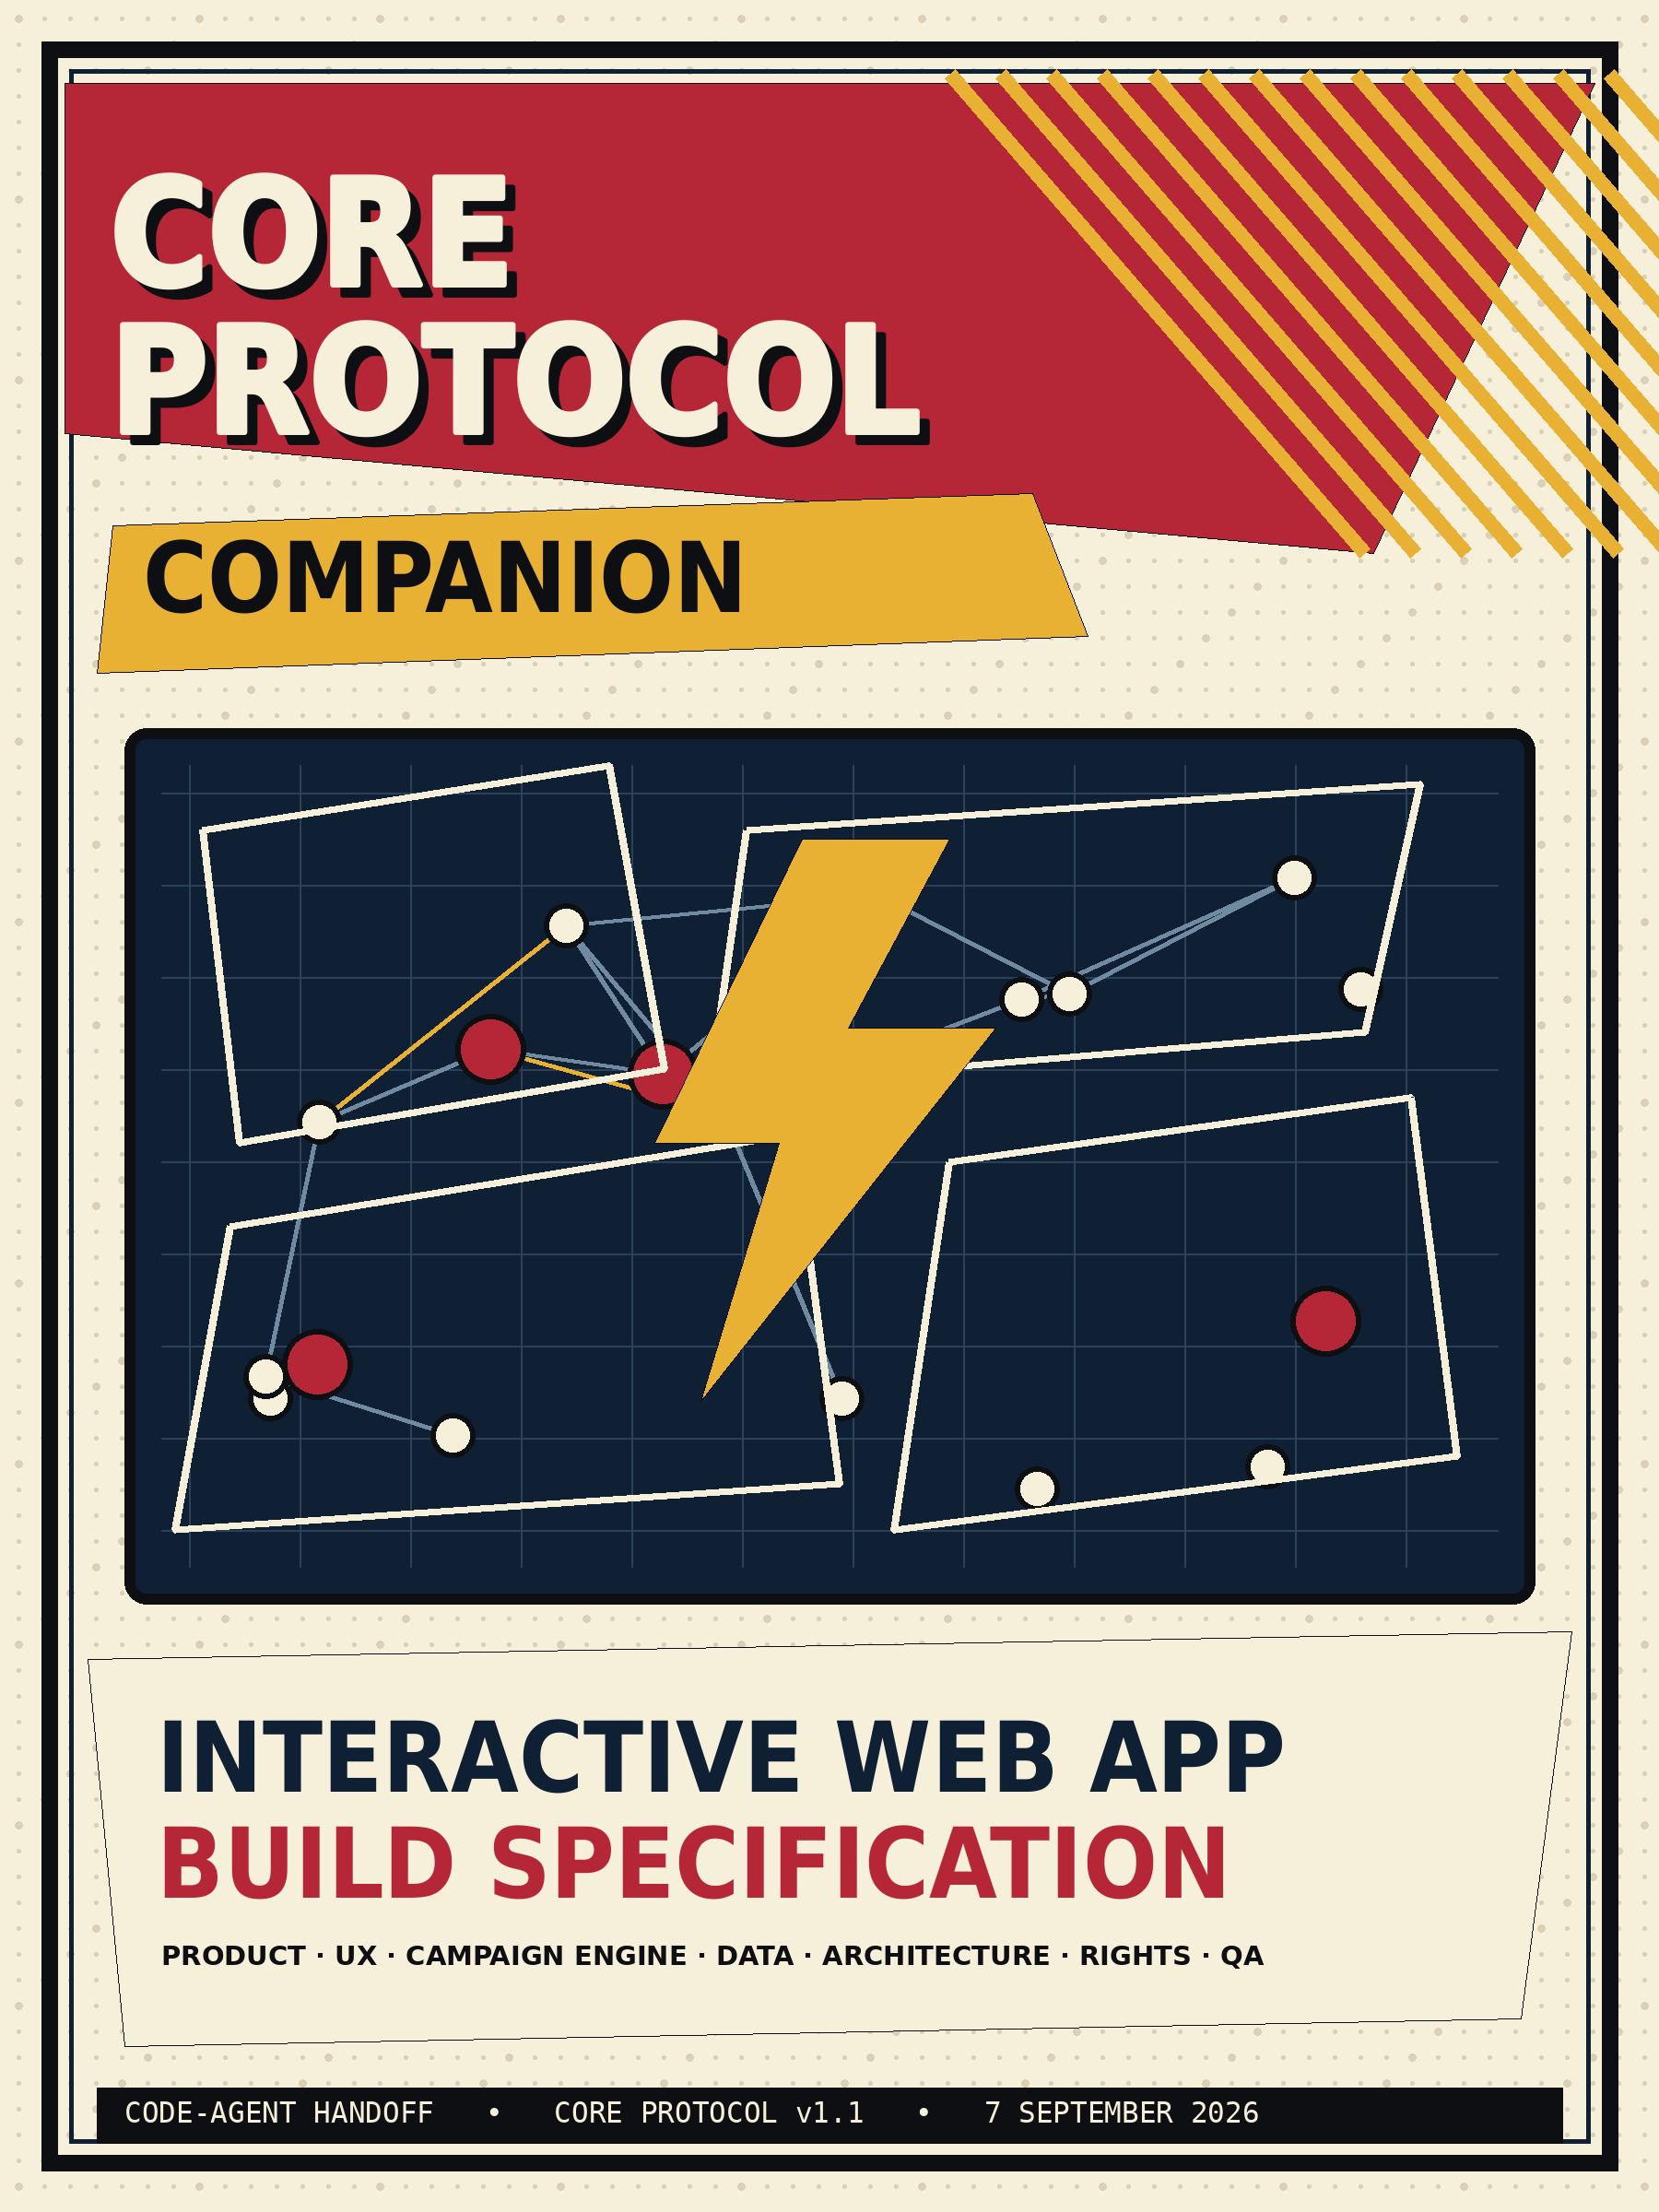 CORE
PROTOCOL
COMPANION
INTERACTIVE WEB APP
BUILD SPECIFICATION
PRODUCT · UX · CAMPAIGN ENGINE · DATA · ARCHITECTURE · RIGHTS · QA
CODE-AGENT HANDOFF • CORE PROTOCOL v1.1 • 7 SEPTEMBER 2026